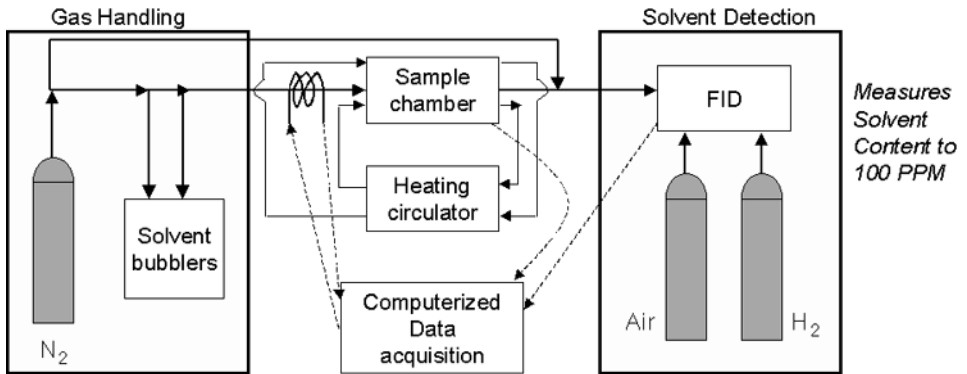 Gas Handling
Solvent Detection
Sample
chamber
FID
Measures
Solvent
Content to
100 PPM
Heating
circulator
Solvent
bubblers
Computerized
Data
acquisition
N₂
Air
H₂